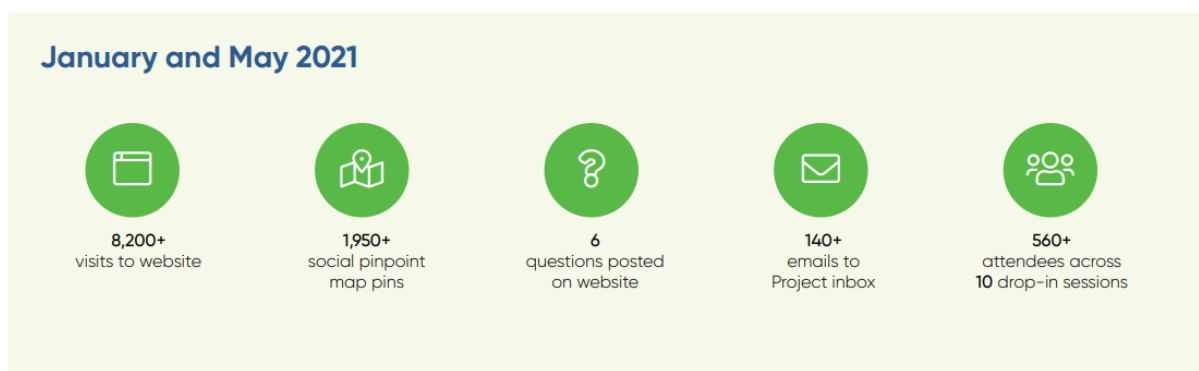 January and May 2021
8,200+
visits to website
1,950+
social pinpoint
map pins
6
questions posted
on website
140+
emails to
Project inbox
560+
attendees across
10 drop-in sessions